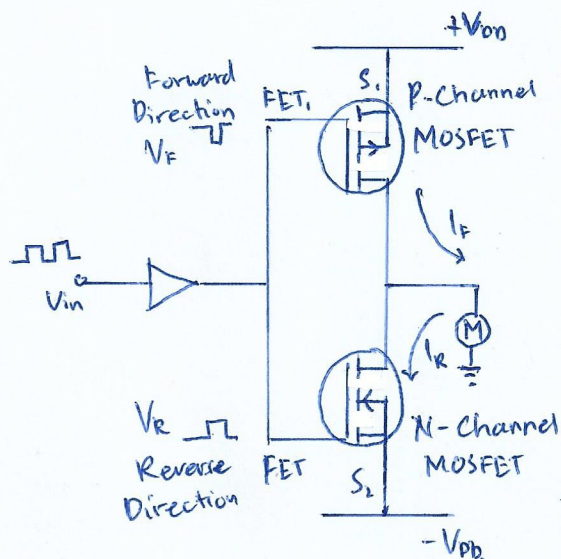 +VDD
S1
Forward
Direction
VF
FET1
P-Channel
MOSFET
IF
Vin
M
IR
VR
Reverse
Direction
FET
N-Channel
MOSFET
S2
-VDD